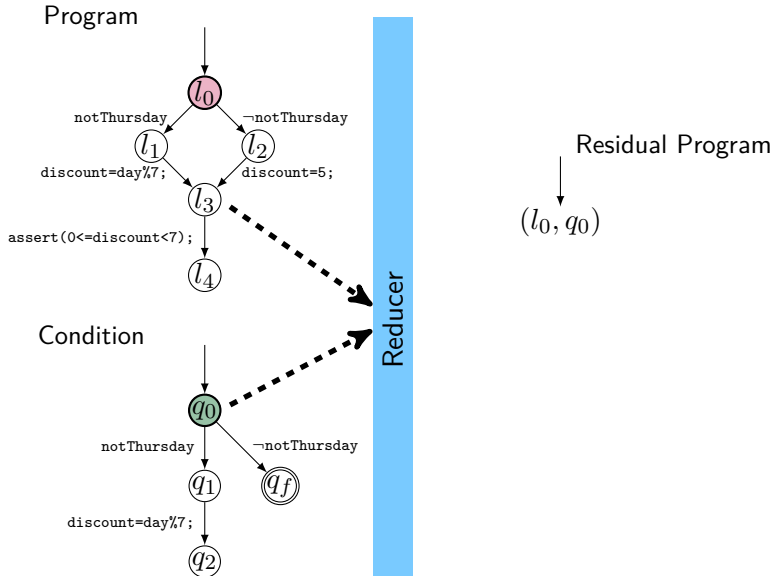 Program
l0
notThursday
¬notThursday
l1
l2
discount=day%7;
discount=5;
l3
assert(0<=discount<7);
l4
Condition
q0
notThursday
¬notThursday
q1
qf
discount=day%7;
q2
Reducer
Residual Program
(l0, q0)